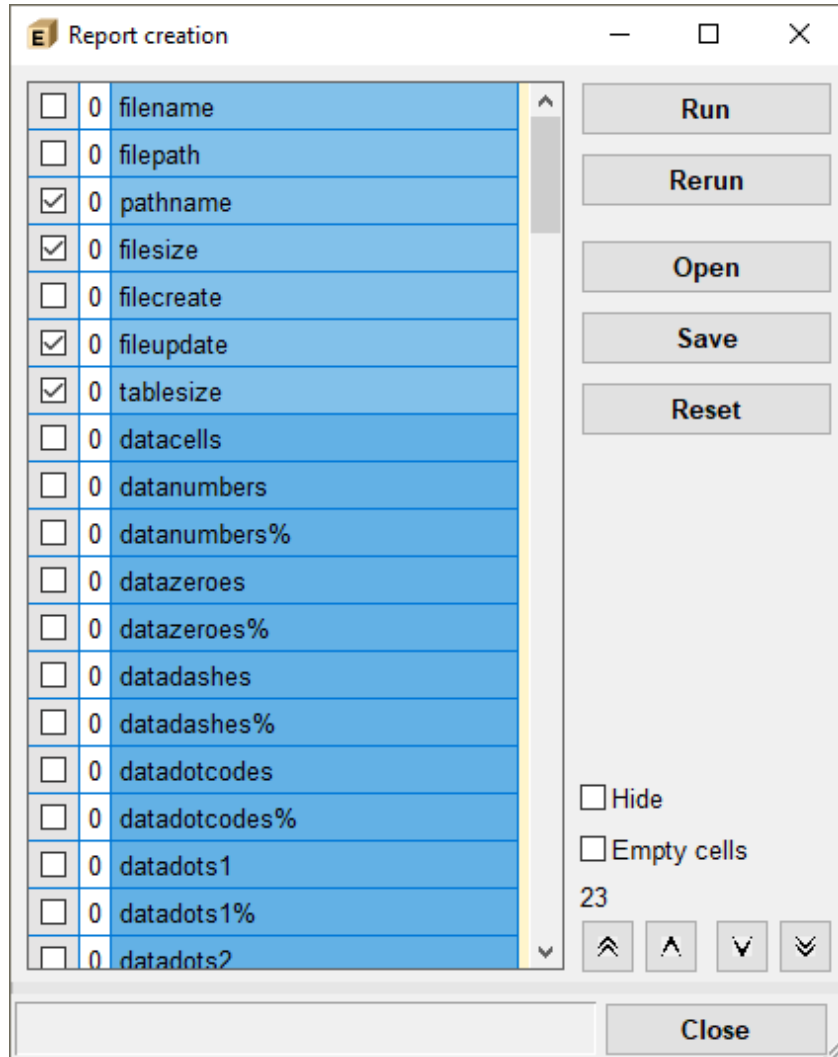 E Report creation
0 filename
0 filepath
0 pathname
0 filesize
0 filecreate
0 fileupdate
0 tablesize
0 datacells
0 datanumbers
0 datanumbers%
0 datazeroes
0 datazeroes%
0 datadashes
0 datadashes%
0 datadotcodes
0 datadotcodes%
0 datadots1
0 datadots1%
0 datadots2
Run
Rerun
Open
Save
Reset
Hide
Empty cells
23
Close